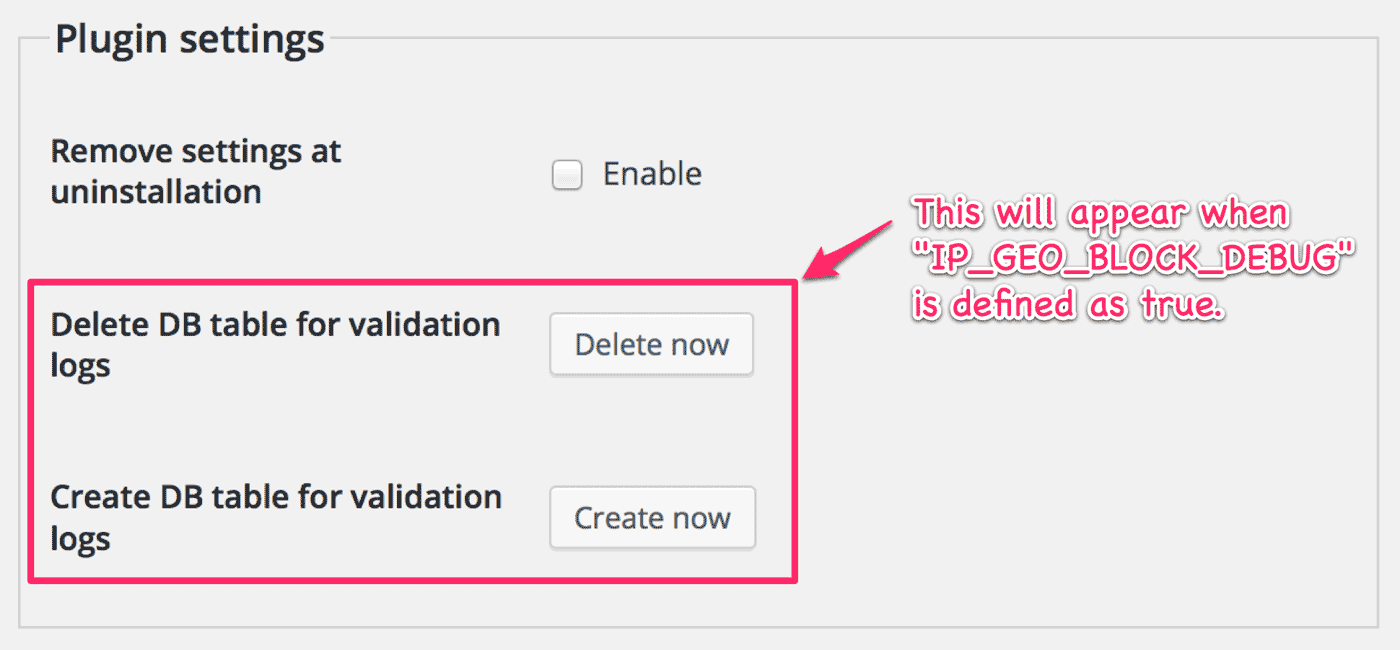 Plugin settings
Remove settings at
uninstallation
Enable
This will appear when
"IP_GEO_BLOCK_DEBUG"
is defined as true.
Delete DB table for validation
logs
Delete now
Create DB table for validation
logs
Create now